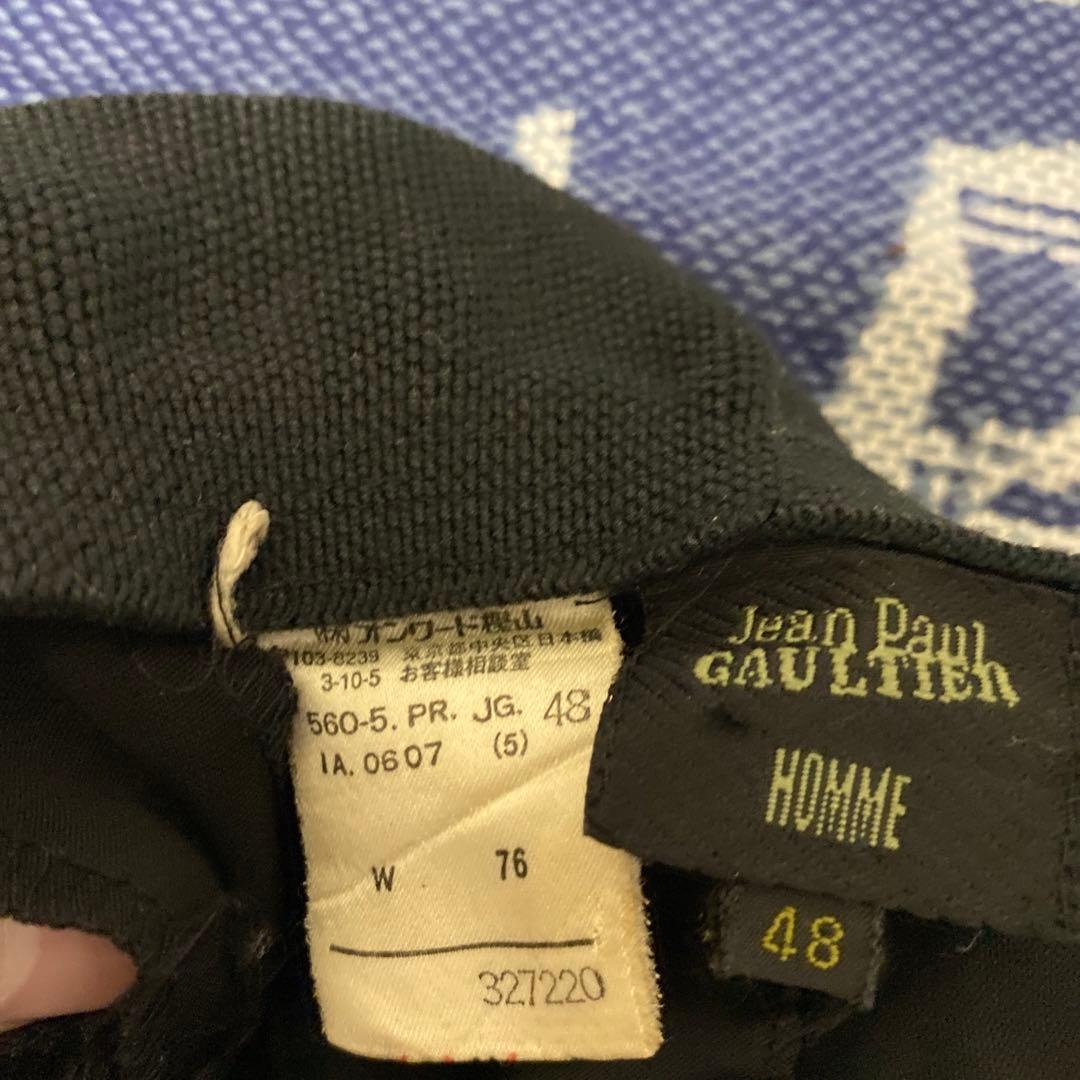 ㈱オンワード樫山
103-8239 東京都中央区日本橋
3-10-5 お客様相談室
560-5. PR. JG. 48
IA. 0607 (5)
W 76
327220
Jean Paul
GAULTIER
HOMME
48